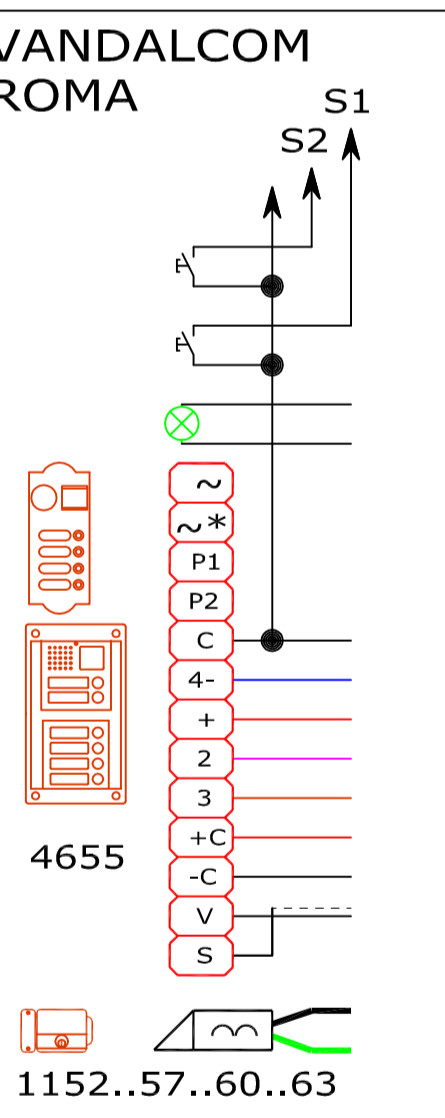 VANDALCOM
ROMA
S1
S2
~
~*
P1
P2
C
4-
+
2
3
+C
-C
V
S
4655
1152..57..60..63